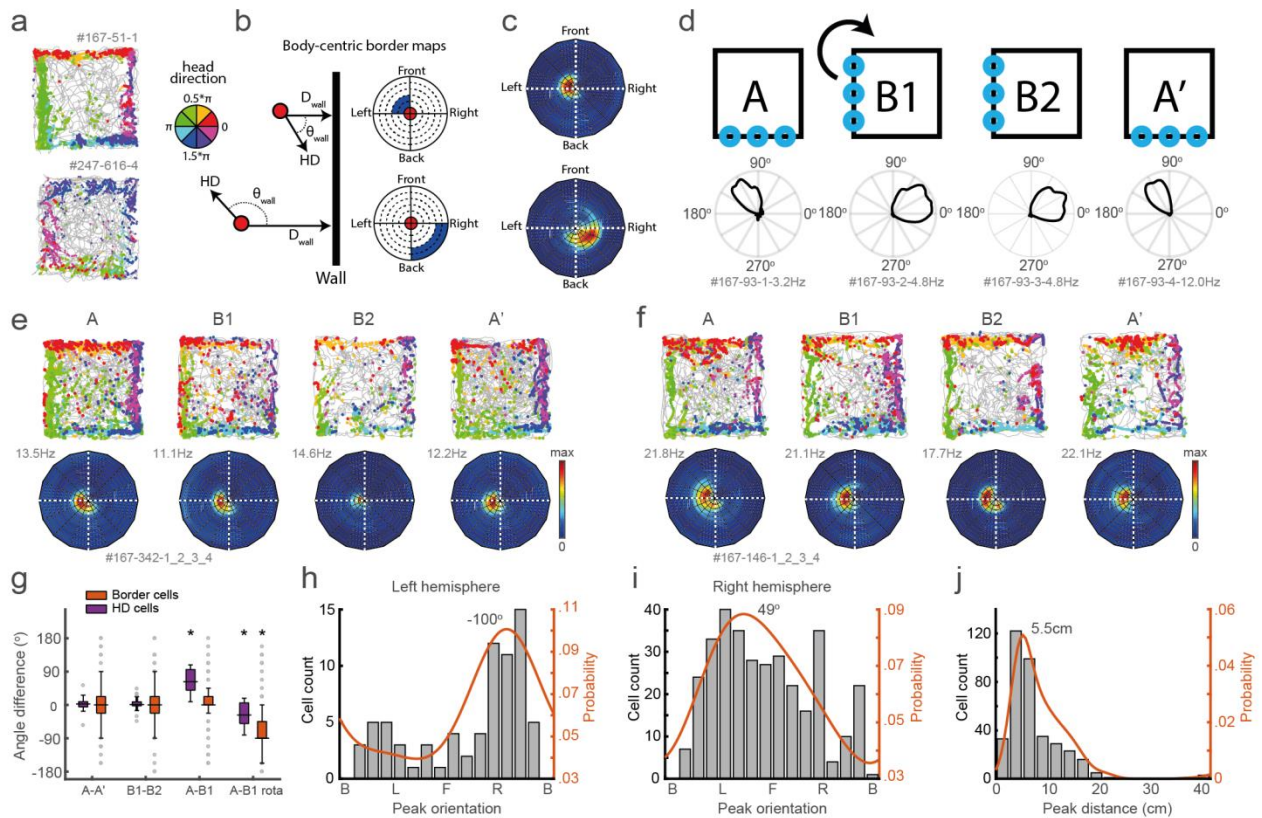 a
#167-51-1
#247-616-4
head
direction
0.5*π
π
0
1.5*π
b
Body-centric border maps
D wall
θ wall
HD
HD
θ wall
D wall
Wall
Front
Left
Right
Back
Front
Left
Right
Back
c
Front
Left
Right
Back
Front
Left
Right
Back
d
A
B1
B2
A'
90°
180°
0°
270°
#167-93-1-3.2Hz
90°
180°
0°
270°
#167-93-2-4.8Hz
90°
180°
0°
270°
#167-93-3-4.8Hz
90°
180°
0°
270°
#167-93-4-12.0Hz
e
A
B1
B2
A'
13.5Hz
11.1Hz
14.6Hz
12.2Hz
max
0
#167-342-1_2_3_4
f
A
B1
B2
A'
21.8Hz
21.1Hz
17.7Hz
22.1Hz
max
0
#167-146-1_2_3_4
g
Border cells
HD cells
Angle difference (°)
180
90
0
-90
-180
*
*
*
A-A'
B1-B2
A-B1
A-B1 rota
h
Left hemisphere
-100°
Cell count
15
10
5
0
B
L
F
R
B
Peak orientation
.11
.09
.07
.05
.03
Probability
i
Right hemisphere
49°
Cell count
40
35
30
25
20
15
10
5
0
B
L
F
R
B
Peak orientation
.09
.07
.05
.03
Probability
j
5.5cm
Cell count
120
80
40
0
0
10
20
30
40
Peak distance (cm)
.06
.04
.02
0
Probability